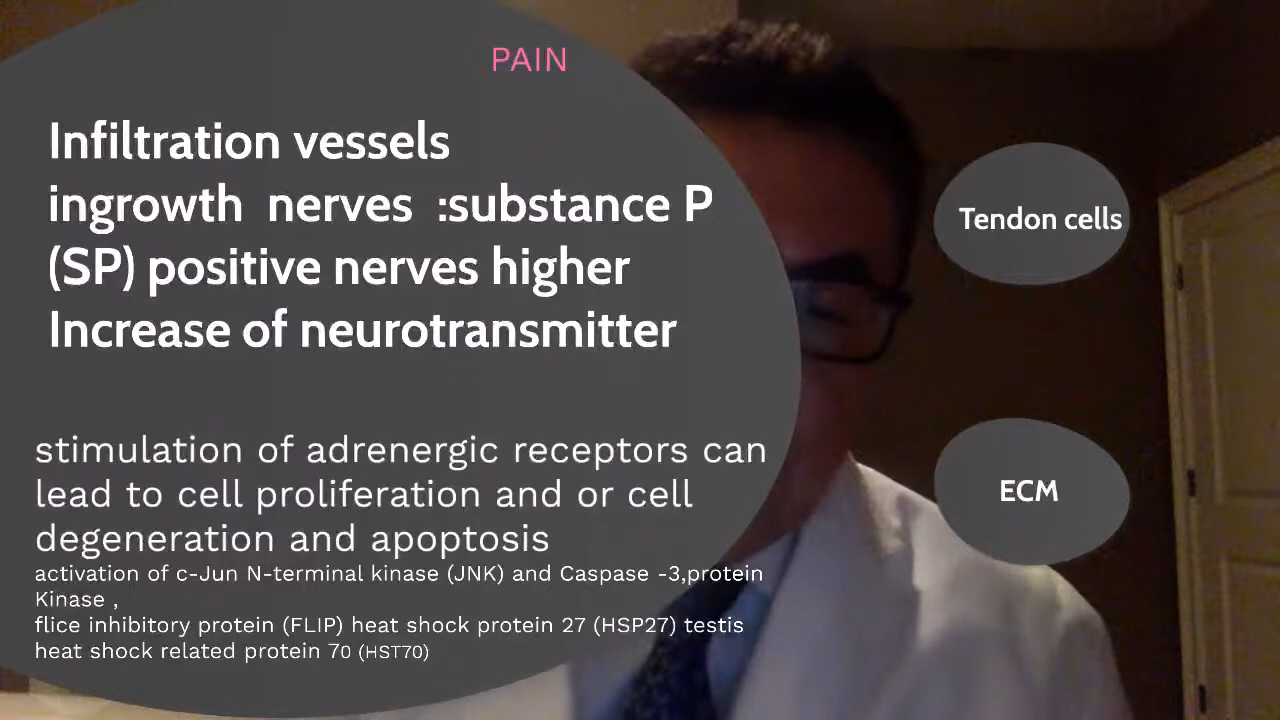 PAIN
Infiltration vessels
ingrowth nerves :substance P
(SP) positive nerves higher
Increase of neurotransmitter
stimulation of adrenergic receptors can
lead to cell proliferation and or cell
degeneration and apoptosis
activation of c-Jun N-terminal kinase (JNK) and Caspase -3,protein
Kinase ,
flice inhibitory protein (FLIP) heat shock protein 27 (HSP27) testis
heat shock related protein 70 (HST70)
Tendon cells
ECM